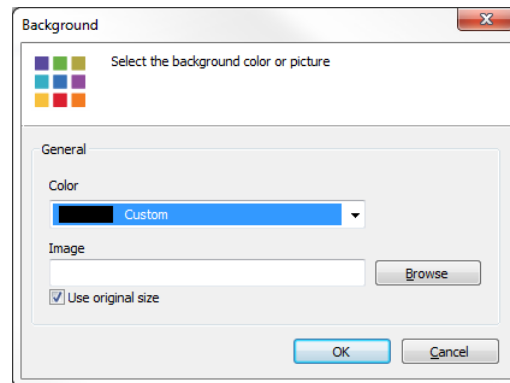 Background
Select the background color or picture
General
Color
Custom
Image
Browse
Use original size
OK
Cancel